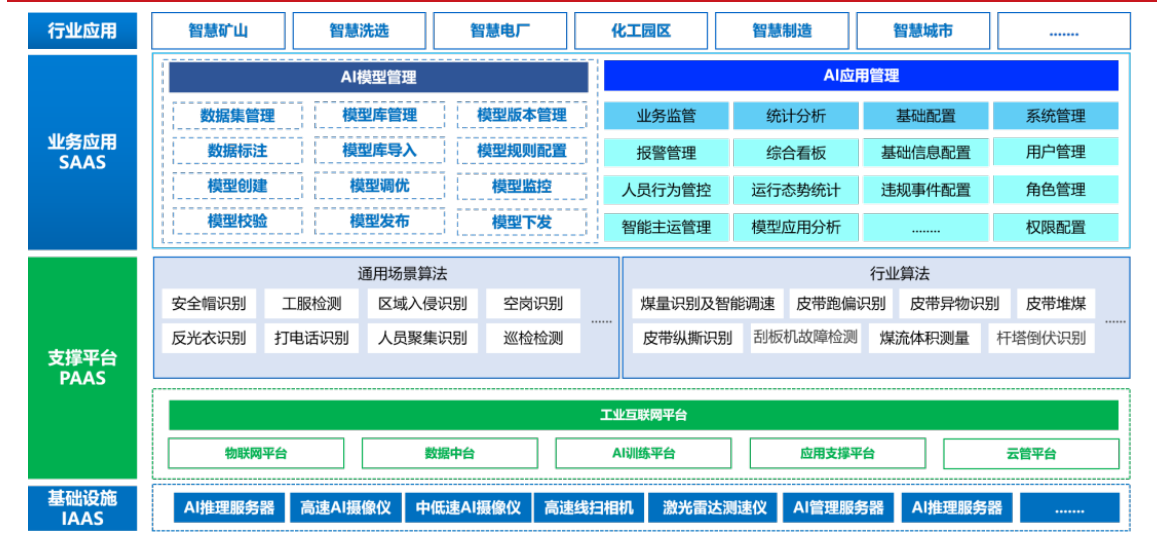 行业应用
智慧矿山 智慧洗选 智慧电厂 化工园区 智慧制造 智慧城市 .......
业务应用
SAAS
AI模型管理
数据集管理 模型库管理 模型版本管理
数据标注 模型库导入 模型规则配置
模型创建 模型调优 模型监控
模型校验 模型发布 模型下发
AI应用管理
业务监管 统计分析 基础配置 系统管理
报警管理 综合看板 基础信息配置 用户管理
人员行为管控 运行态势统计 违规事件配置 角色管理
智能主运管理 模型应用分析 ........ 权限配置
支撑平台
PAAS
通用场景算法
安全帽识别 工服检测 区域入侵识别 空岗识别
反光衣识别 打电话识别 人员聚集识别 巡检检测
......
行业算法
煤量识别及智能调速 皮带跑偏识别 皮带异物识别 皮带堆煤
皮带纵撕识别 刮板机故障检测 煤流体积测量 杆塔倒伏识别
......
工业互联网平台
物联网平台 数据中台 AI训练平台 应用支撑平台 云管平台
基础设施
IAAS
AI推理服务器 高速AI摄像仪 中低速AI摄像仪 高速线扫相机 激光雷达测速仪 AI管理服务器 AI推理服务器 .......